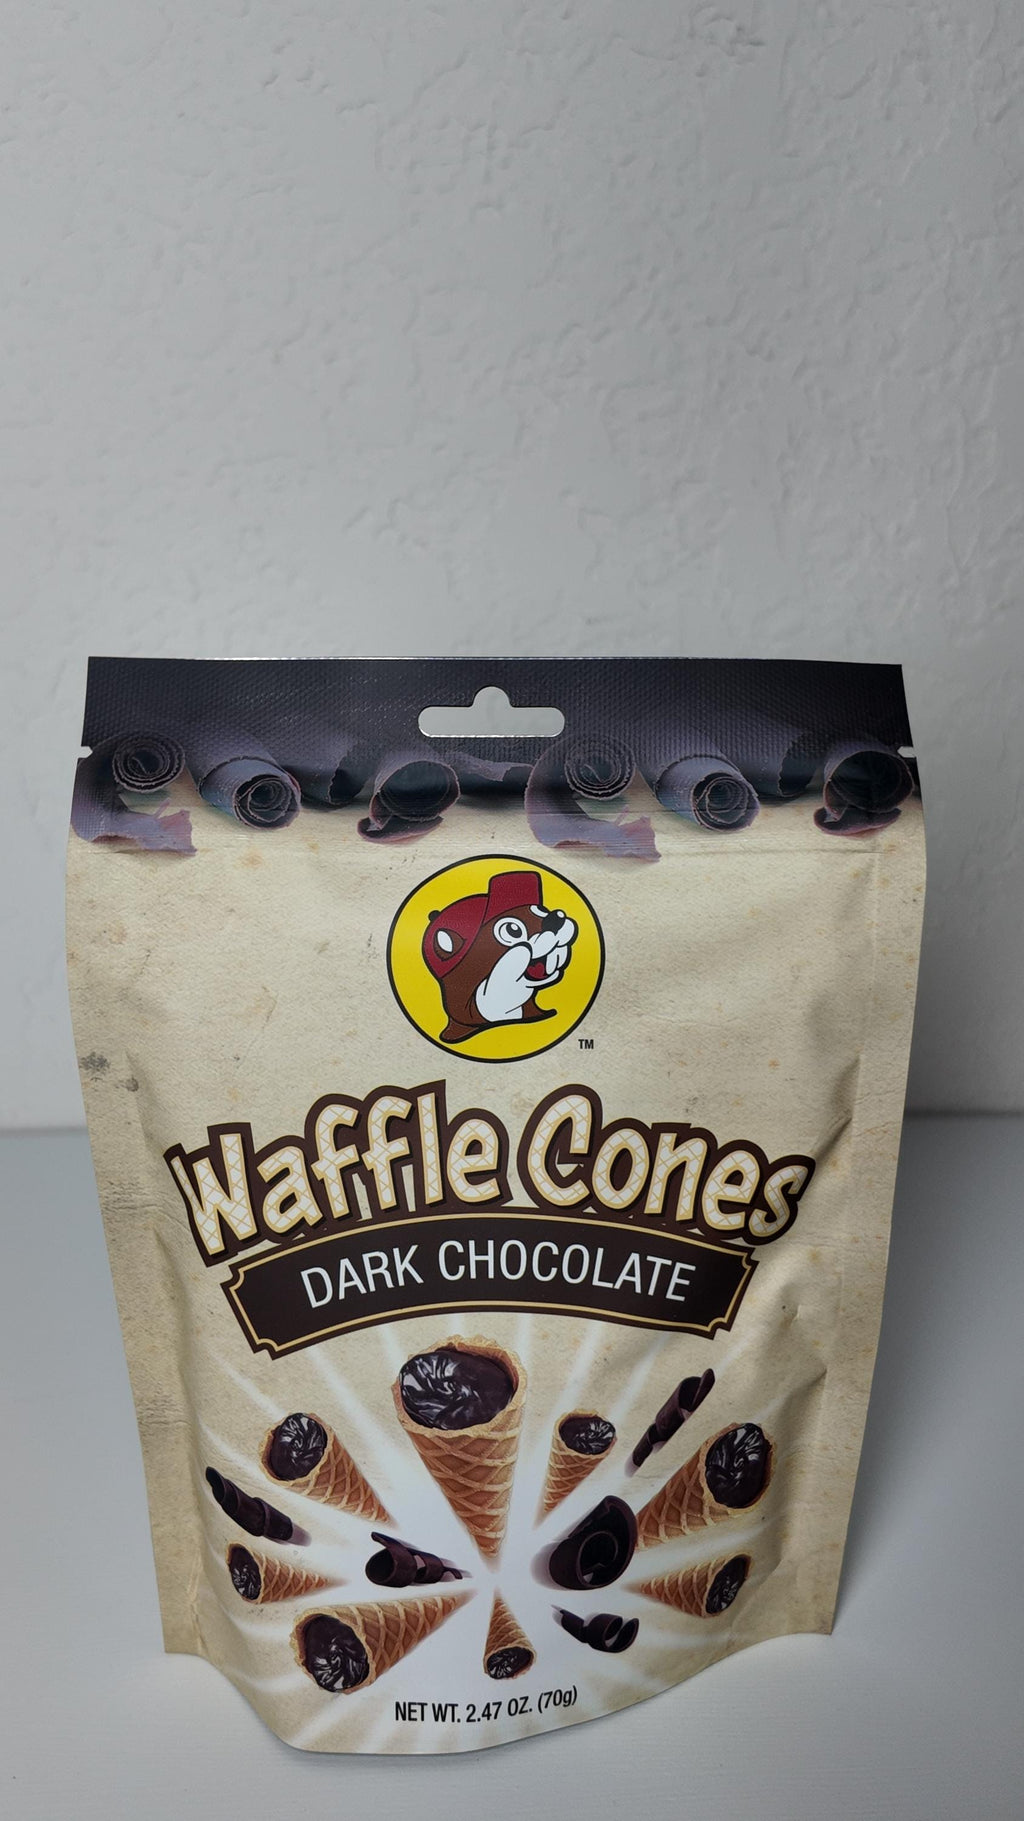 TM
Waffle Cones
DARK CHOCOLATE
NET WT. 2.47 OZ. (70g)